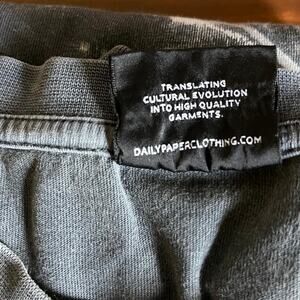 TRANSLATING
CULTURAL EVOLUTION
INTO HIGH QUALITY
GARMENTS.
DAILYPAPERCLOTHING.COM